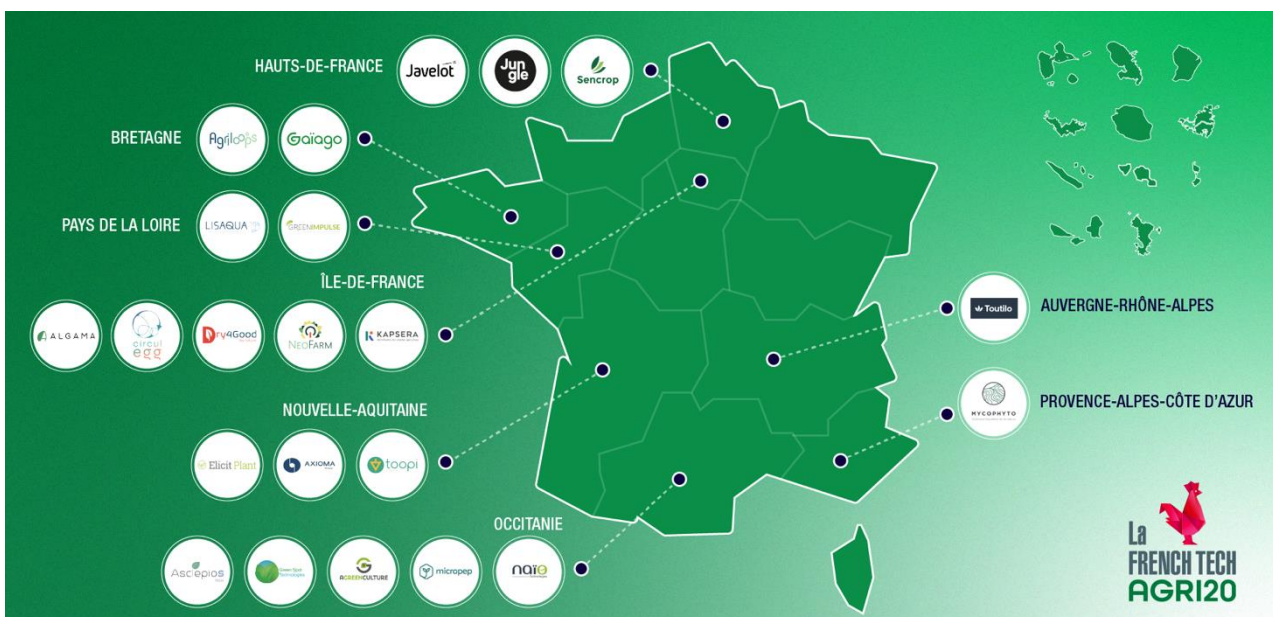 HAUTS-DE-FRANCE
Javelot
Jun
gle
Sencrop
BRETAGNE
Agriloops
Gaïago
PAYS DE LA LOIRE
LISAQUA
GREENIMPULSE
ÎLE-DE-FRANCE
ALGAMA
circul
egg
Dry4Good
NEOFARM
KAPSERA
NOUVELLE-AQUITAINE
Elicit Plant
AXIOMA
toopi
OCCITANIE
Asclepios
Green Spot
Technologies
AGREENCULTURE
micropep
naïo
Toutilo
AUVERGNE-RHÔNE-ALPES
MYCOPHYTO
PROVENCE-ALPES-CÔTE D'AZUR
La
FRENCH TECH
AGRI20